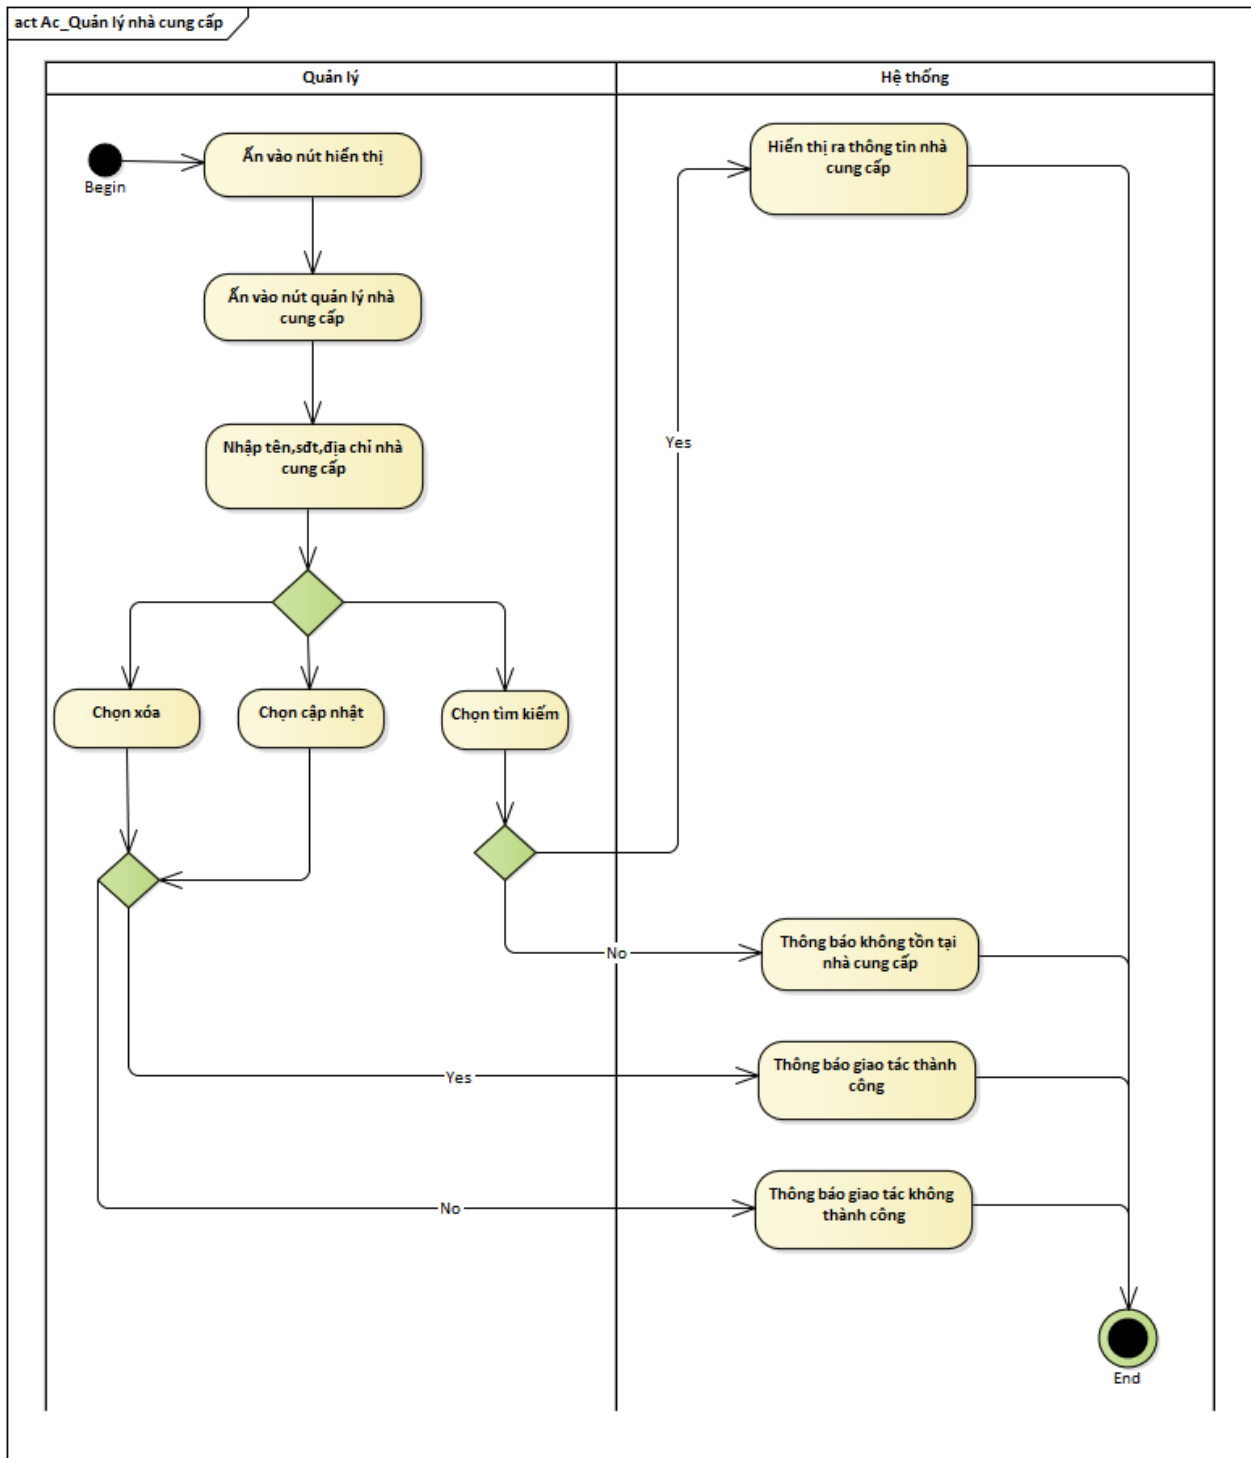 act Ac_Quản lý nhà cung cấp
Quản lý
Hệ thống
Begin
Ấn vào nút hiển thị
Hiển thị ra thông tin nhà
cung cấp
Ấn vào nút quản lý nhà
cung cấp
Nhập tên,sđt,địa chỉ nhà
cung cấp
Yes
Chọn xóa
Chọn cập nhật
Chọn tìm kiếm
No
Thông báo không tồn tại
nhà cung cấp
Yes
Thông báo giao tác thành
công
No
Thông báo giao tác không
thành công
End